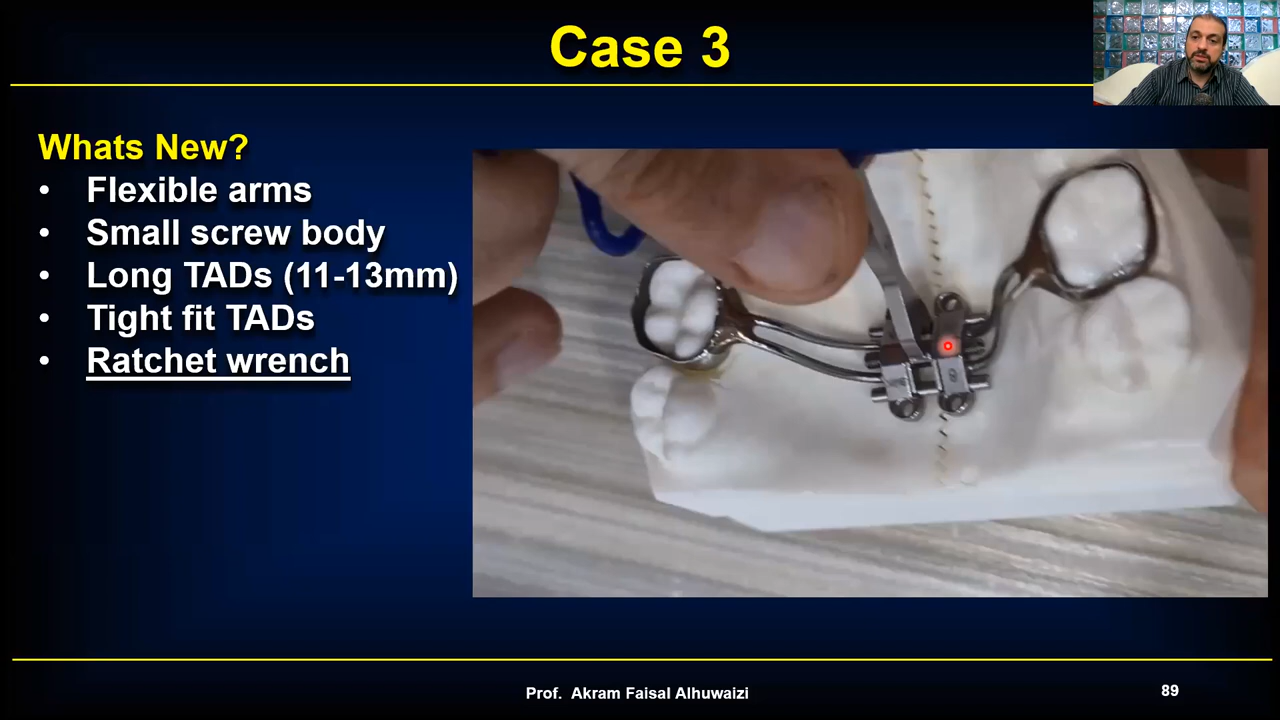 Case 3
Whats New?
• Flexible arms
• Small screw body
• Long TADs (11-13mm)
• Tight fit TADs
• Ratchet wrench
Prof. Akram Faisal Alhuwaizi
89